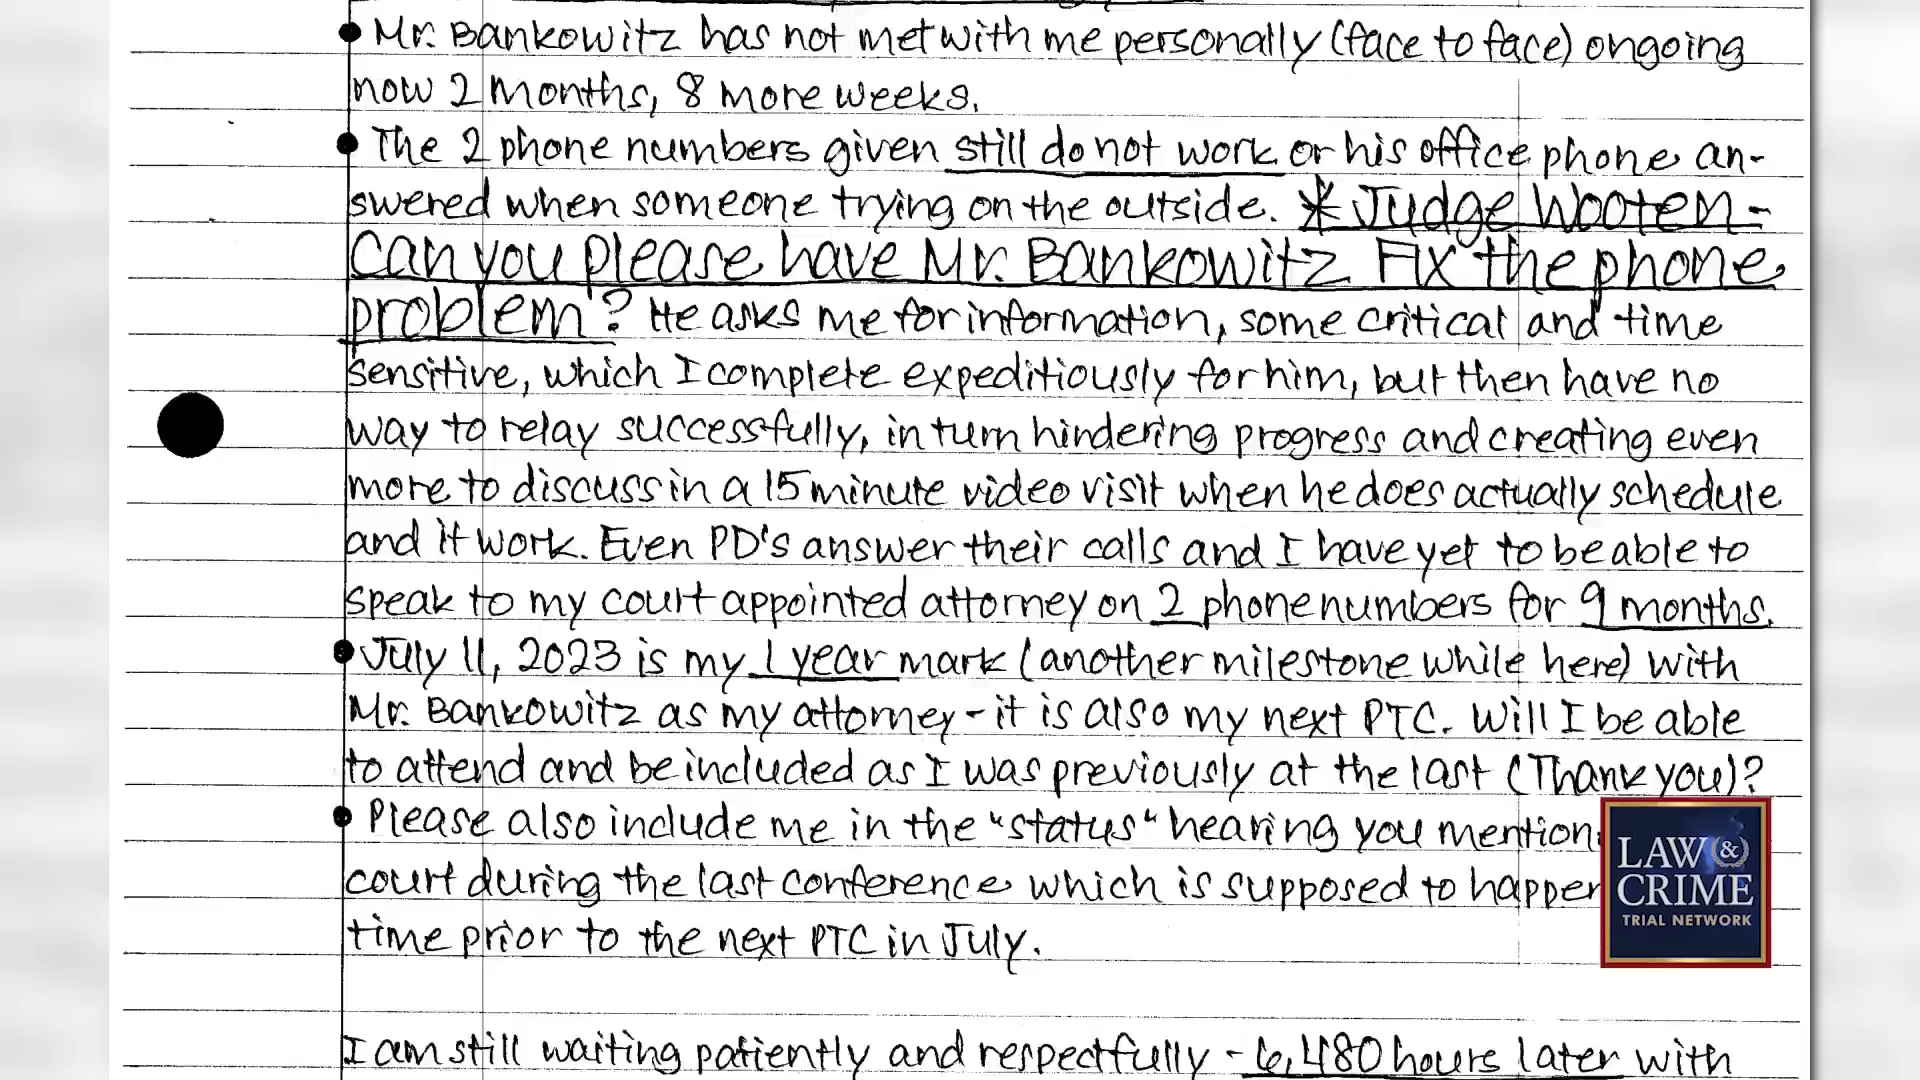 • Mr. Bankowitz has not met with me personally (face to face) ongoing
now 2 months, 8 more weeks.
• The 2 phone numbers given still do not work or his office phone an-
swered when someone trying on the outside. * Judge Wooten-
Can you please have Mr. Bankowitz Fix the phone
problem? He asks me for information, some critical and time
sensitive, which I complete expeditiously for him, but then have no
way to relay successfully, in turn hindering progress and creating even
more to discuss in a 15 minute video visit when he does actually schedule
and it work. Even PD's answer their calls and I have yet to be able to
speak to my court appointed attorney on 2 phone numbers for 9 months.
• July 11, 2023 is my 1 year mark (another milestone while here) with
Mr. Bankowitz as my attorney - it is also my next PTC. Will I be able
to attend and be included as I was previously at the last (Thank you)?
• Please also include me in the "status" hearing you mention
court during the last conference which is supposed to happen
time prior to the next PTC in July.
I am still waiting patiently and respectfully - 6,480 hours later with
LAW &
CRIME
TRIAL NETWORK